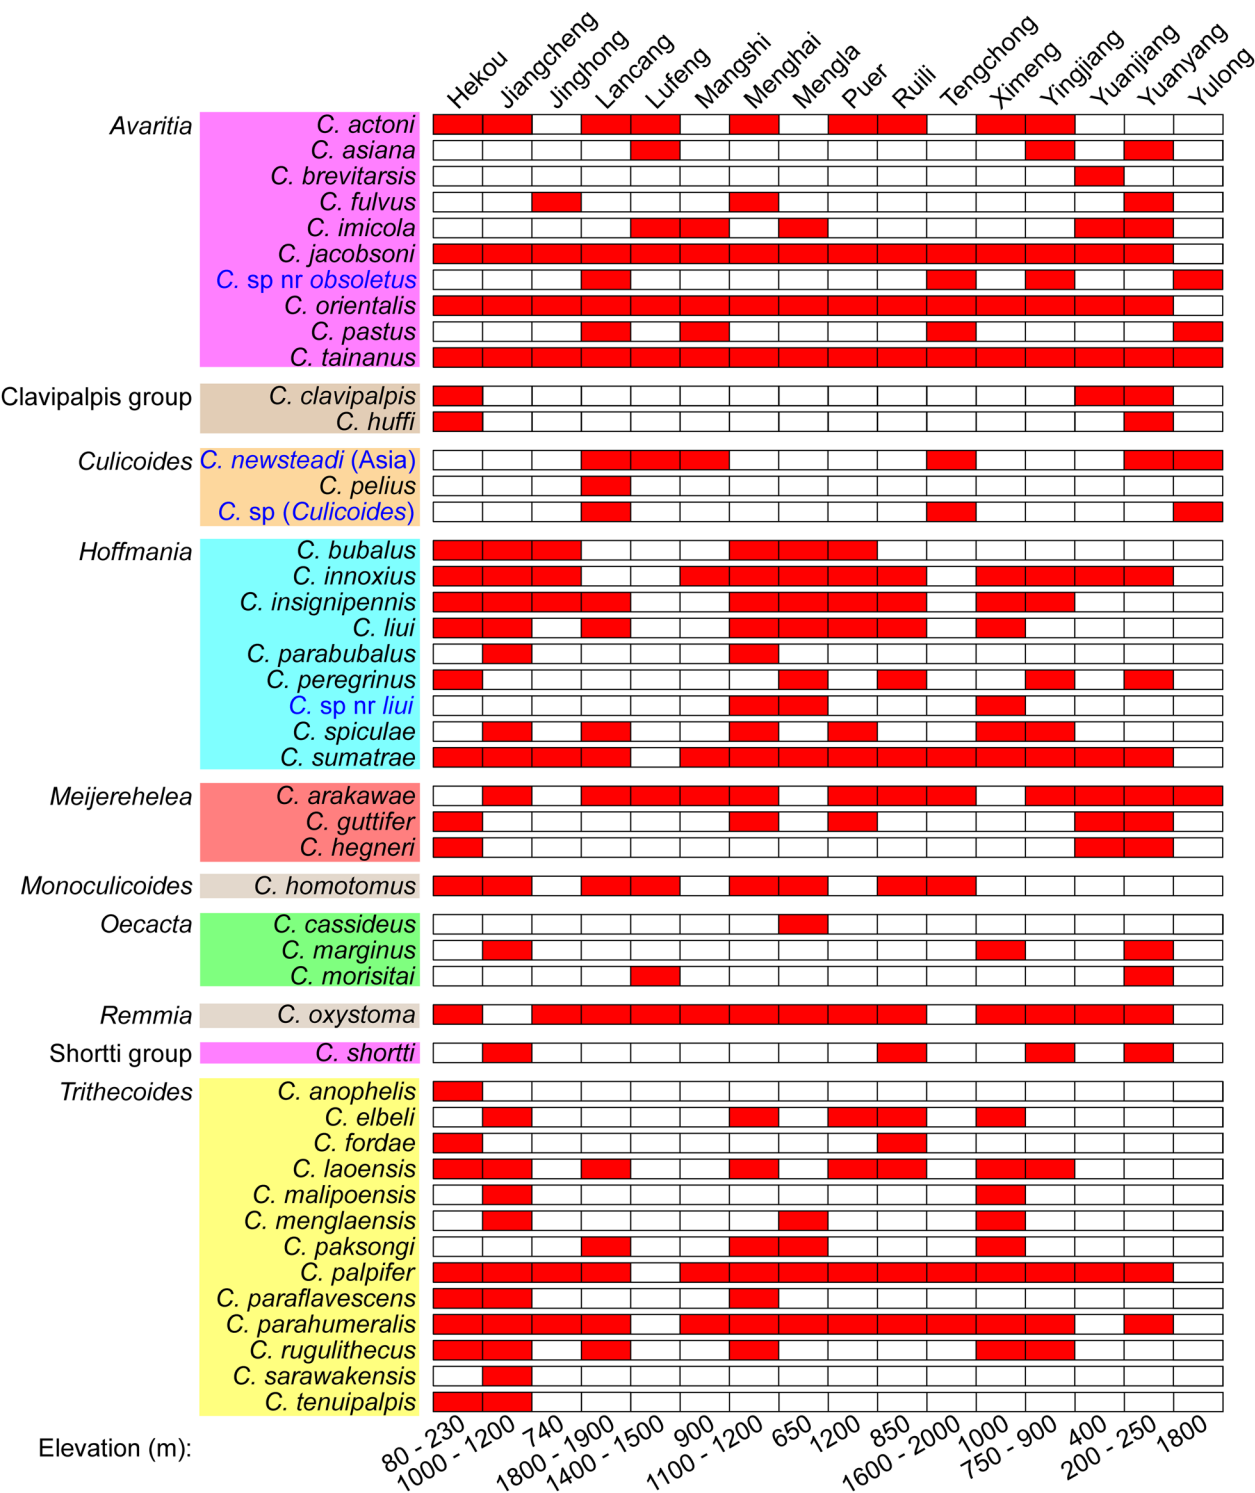 Hekou Jiangcheng Jinghong Lancang Lufeng Mangshi Menghai Mengla Puer Ruili Tengchong Ximeng Yingjiang Yuanjiang Yuanyang Yulong
Avaritia C. actoni
C. asiana
C. brevitarsis
C. fulvus
C. imicola
C. jacobsoni
C. sp nr obsoletus
C. orientalis
C. pastus
C. tainanus
Clavipalpis group C. clavipalpis
C. huffi
Culicoides C. newsteadi (Asia)
C. pelius
C. sp (Culicoides)
Hoffmania C. bubalus
C. innoxius
C. insignipennis
C. liui
C. parabubalus
C. peregrinus
C. sp nr liui
C. spiculae
C. sumatrae
Meijerehelea C. arakawae
C. guttifer
C. hegneri
Monoculicoides C. homotomus
Oecacta C. cassideus
C. marginus
C. morisitai
Remmia C. oxystoma
Shortti group C. shortti
Trithecoides C. anophelis
C. elbeli
C. fordae
C. laoensis
C. malipoensis
C. menglaensis
C. paksongi
C. palpifer
C. paraflavescens
C. parahumeralis
C. rugulithecus
C. sarawakensis
C. tenuipalpis
Elevation (m): 80 - 230 1000 - 1200 740 1800 - 1900 1400 - 1500 900 1100 - 1200 650 1200 850 1600 - 2000 1000 750 - 900 400 200 - 250 1800